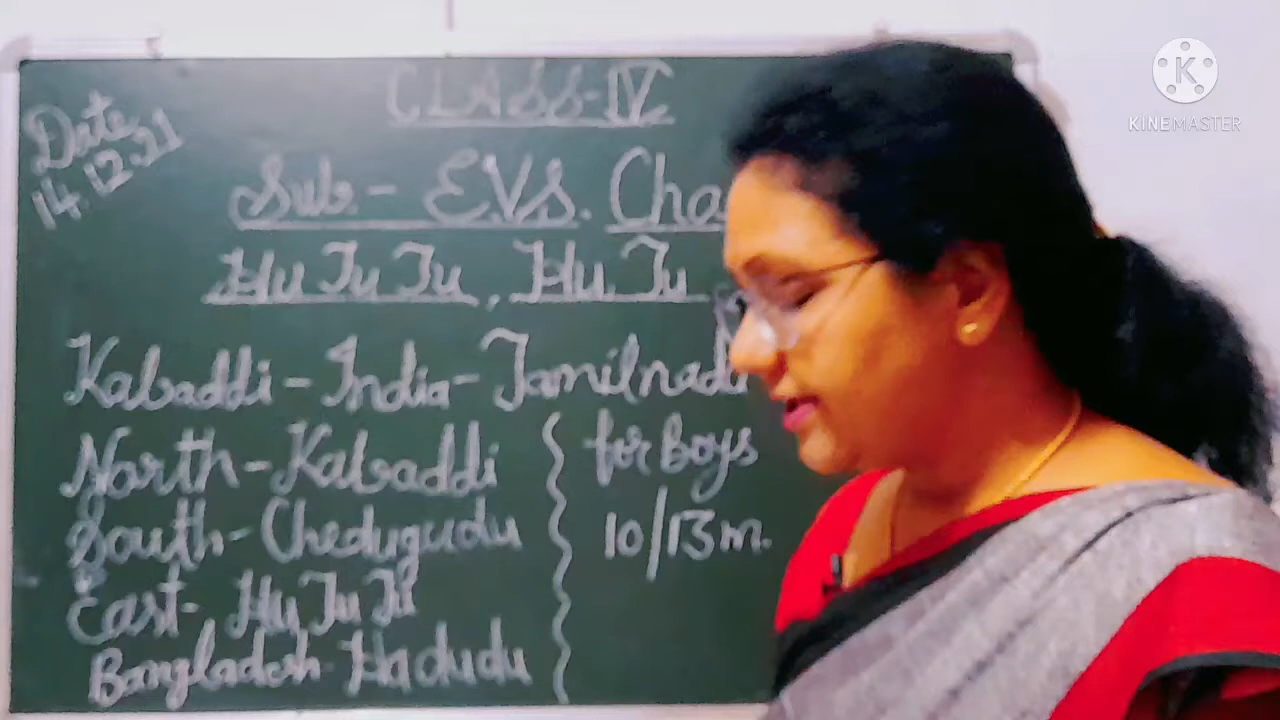 CLASS-IV
Date
14.12.21
Sub.- E.V.S. Cha
Hu Tu Tu, Hu Tu
Kabaddi - India - Tamilnadu
North - Kabaddi
for Boys
South - Chedugudu
10/13 m.
East - Hu Tu Tu
Bangladesh - Hadudu
K
KINEMASTER